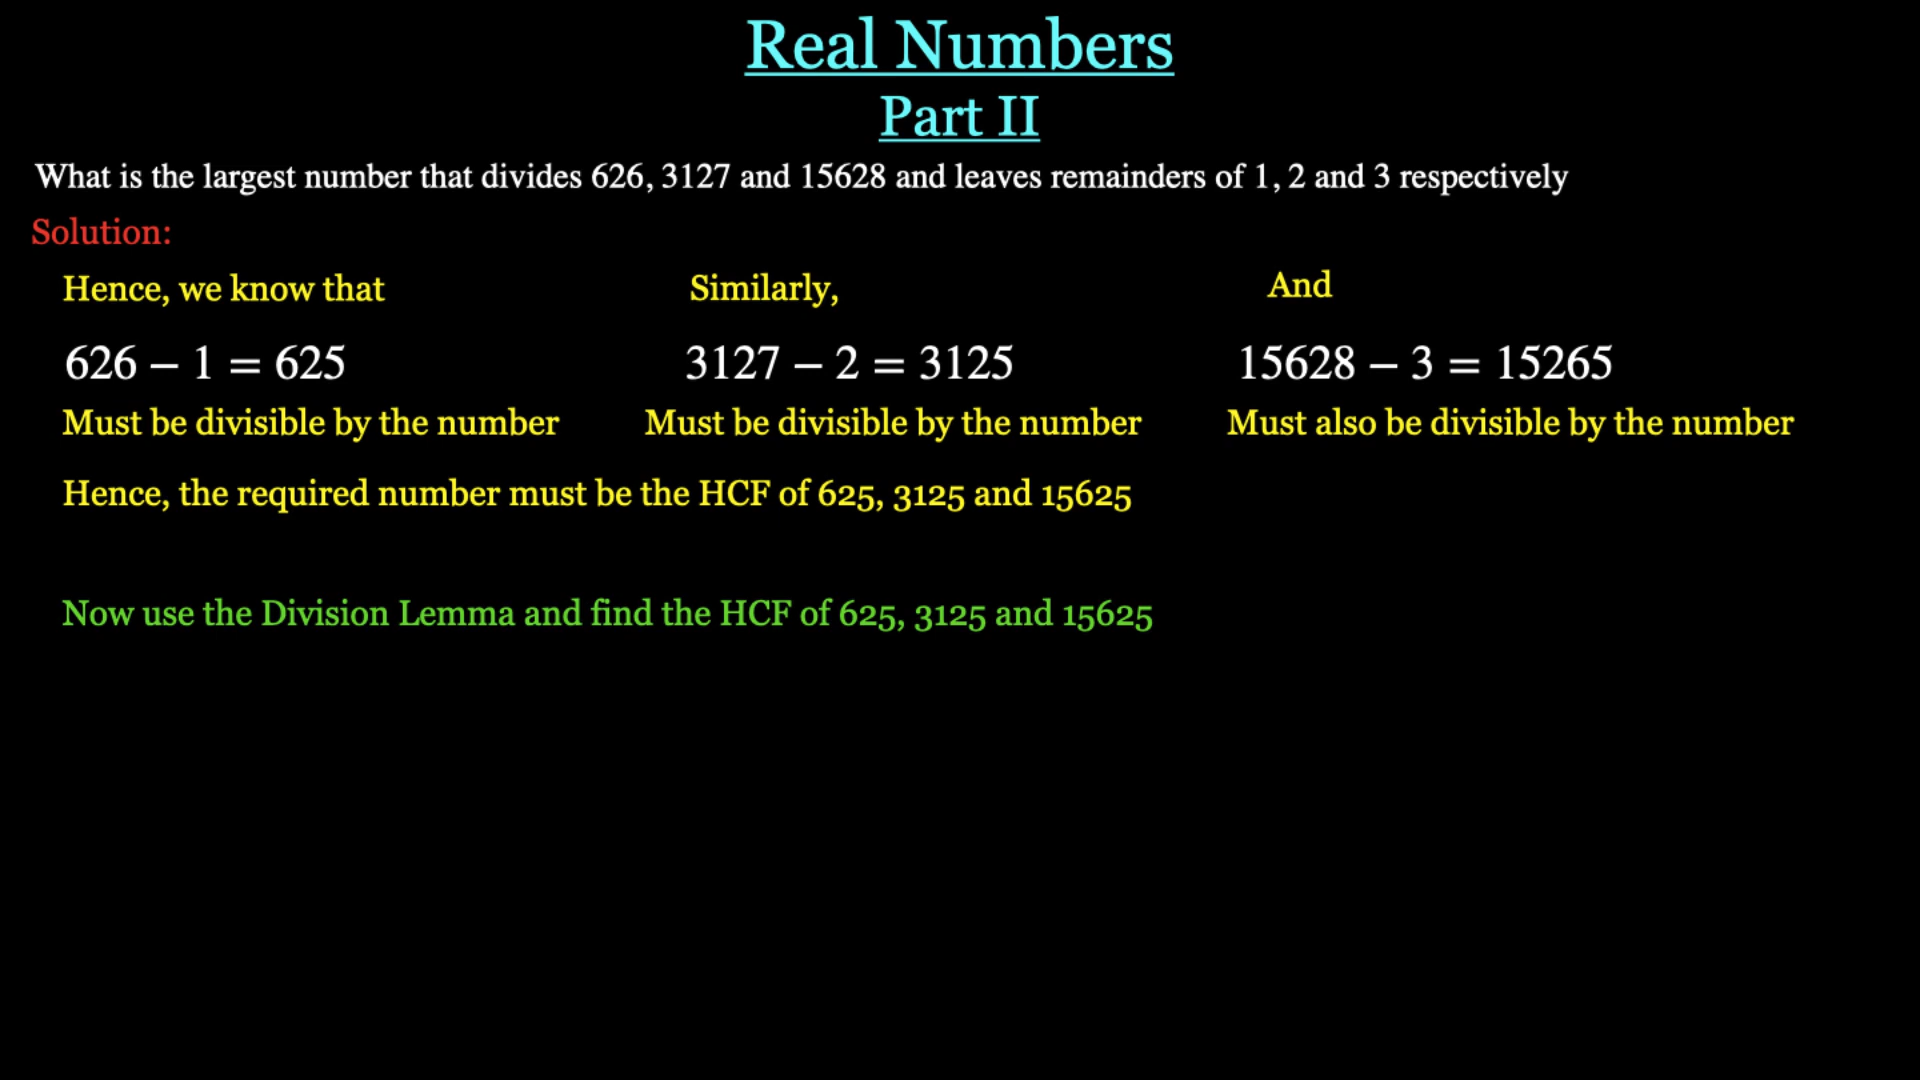 Real Numbers
Part II
What is the largest number that divides 626, 3127 and 15628 and leaves remainders of 1, 2 and 3 respectively
Solution:
Hence, we know that
626 – 1 = 625
Must be divisible by the number
Similarly,
3127 – 2 = 3125
Must be divisible by the number
And
15628 – 3 = 15265
Must also be divisible by the number
Hence, the required number must be the HCF of 625, 3125 and 15625
Now use the Division Lemma and find the HCF of 625, 3125 and 15625